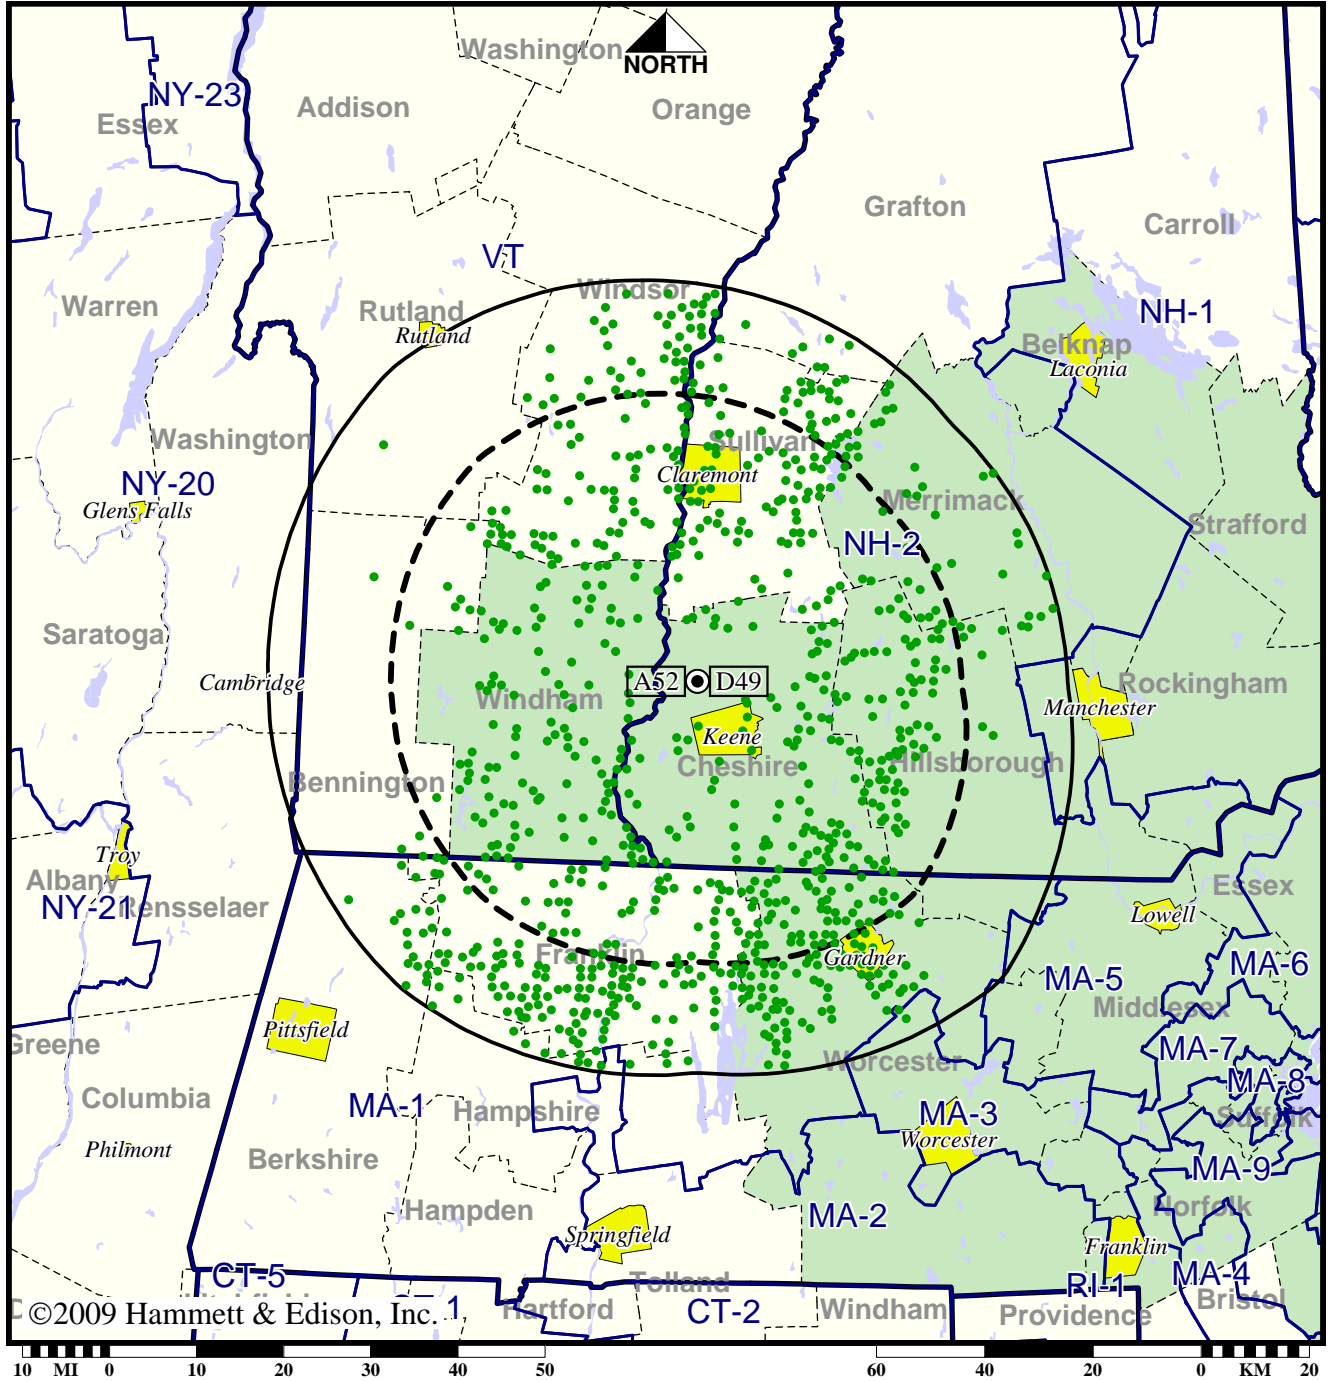 Washington
NORTH
NY-23
Essex
Addison
Orange
Grafton
Carroll
VT
Windsor
Warren
Rutland
Rutland
NH-1
Belknap
Laconia
Washington
Sullivan
Claremont
NY-20
Glens Falls
Merrimack
Strafford
NH-2
Saratoga
Cambridge
A52
D49
Windham
Rockingham
Manchester
Keene
Cheshire
Hillsborough
Bennington
Troy
Albany
NY-21
Rensselaer
Essex
Lowell
Franklin
Gardner
MA-5
MA-6
Middlesex
Pittsfield
Greene
MA-7
Worcester
MA-8
Columbia
MA-1
Hampshire
MA-3
Suffolk
Worcester
Philmont
Berkshire
MA-9
Hampden
MA-2
Norfolk
Springfield
Franklin
CT-5
Tolland
RI-1
MA-4
©2009 Hammett & Edison, Inc.
Hartford
CT-2
Windham
Providence
Bristol
10 MI 0 10 20 30 40 50
60 40 20 0 KM 20